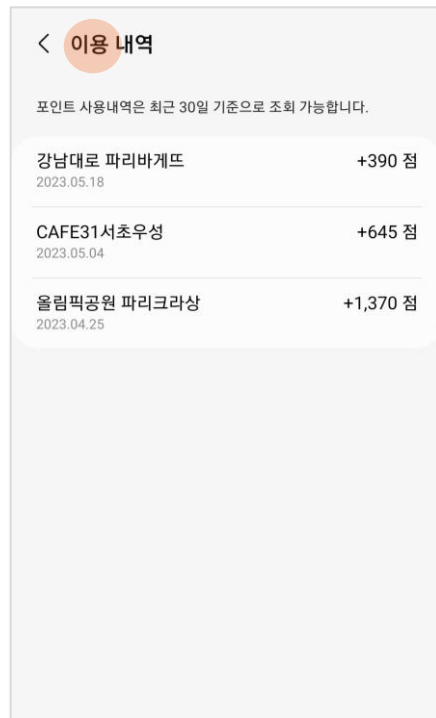 이용 내역
포인트 사용내역은 최근 30일 기준으로 조회 가능합니다.
강남대로 파리바게뜨 +390 점
2023.05.18
CAFE31서초우성 +645 점
2023.05.04
올림픽공원 파리크라상 +1,370 점
2023.04.25